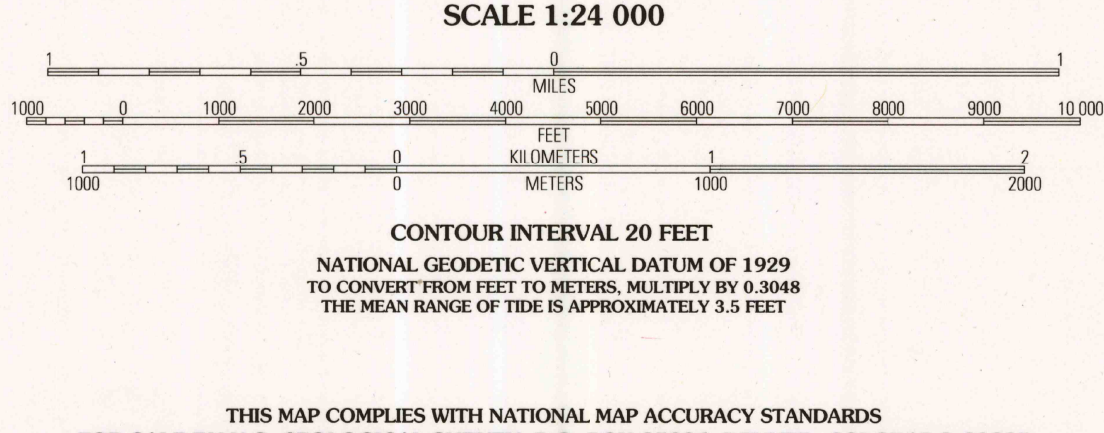 SCALE 1:24 000
1 .5 0 1
MILES
1000 0 1000 2000 3000 4000 5000 6000 7000 8000 9000 10 000
FEET
1 .5 0 KILOMETERS 1 2
1000 0 METERS 1000 2000
CONTOUR INTERVAL 20 FEET
NATIONAL GEODETIC VERTICAL DATUM OF 1929
TO CONVERT FROM FEET TO METERS, MULTIPLY BY 0.3048
THE MEAN RANGE OF TIDE IS APPROXIMATELY 3.5 FEET
THIS MAP COMPLIES WITH NATIONAL MAP ACCURACY STANDARDS